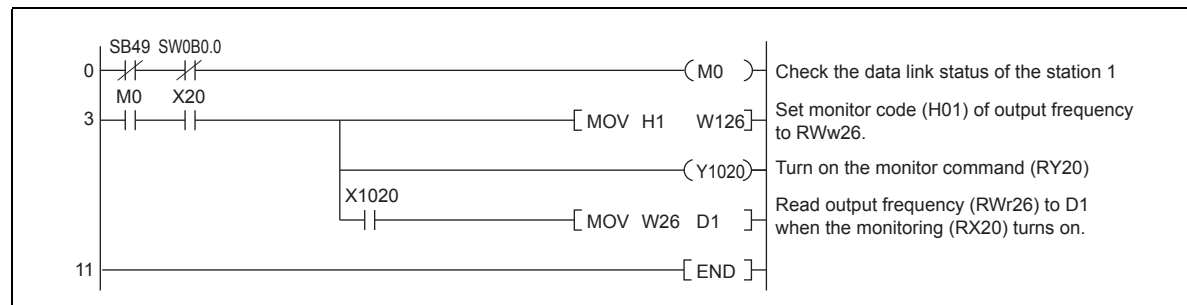 SB49 SW0B0.0
0 M0 Check the data link status of the station 1
M0 X20
3 MOV H1 W126 Set monitor code (H01) of output frequency
to RWw26.
Y1020 Turn on the monitor command (RY20)
X1020
MOV W26 D1 Read output frequency (RWr26) to D1
when the monitoring (RX20) turns on.
11 END